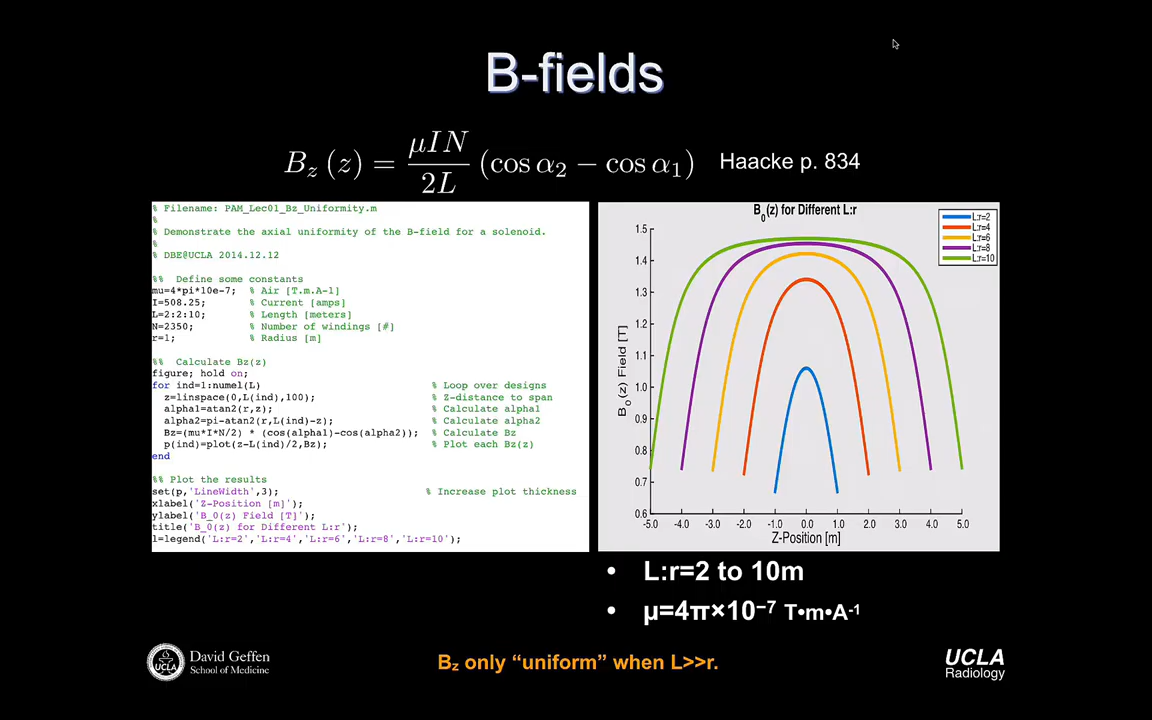 B-fields
B_z (z) = μIN / 2L (cos α₂ − cos α₁) Haacke p. 834
% Filename: PAM_Lec01_Bz_Uniformity.m
%
% Demonstrate the axial uniformity of the B-field for a solenoid.
%
% DBE@UCLA 2014.12.12
%% Define some constants
mu=4*pi*10e-7; % Air [T.m.A-1]
I=508.25; % Current [amps]
L=2:2:10; % Length [meters]
N=2350; % Number of windings [#]
r=1; % Radius [m]
%% Calculate Bz(z)
figure; hold on;
for ind=1:numel(L) % Loop over designs
z=linspace(0,L(ind),100); % Z-distance to span
alpha1=atan2(r,z); % Calculate alpha1
alpha2=pi-atan2(r,L(ind)-z); % Calculate alpha2
Bz=(mu*I*N/2) * (cos(alpha1)-cos(alpha2)); % Calculate Bz
p(ind)=plot(z-L(ind)/2,Bz); % Plot each Bz(z)
end
%% Plot the results
set(p,'LineWidth',3); % Increase plot thickness
xlabel('Z-Position [m]');
ylabel('B_0(z) Field [T]');
title('B_0(z) for Different L:r');
l=legend('L:r=2','L:r=4','L:r=6','L:r=8','L:r=10');
B₀(z) for Different L:r
L:r=2
L:r=4
L:r=6
L:r=8
L:r=10
B₀(z) Field [T]
1.5
1.4
1.3
1.2
1.1
1.0
0.9
0.8
0.7
0.6
-5.0 -4.0 -3.0 -2.0 -1.0 0.0 1.0 2.0 3.0 4.0 5.0
Z-Position [m]
• L:r=2 to 10m
• μ=4π×10⁻⁷ T•m•A⁻¹
UCLA
David Geffen
School of Medicine
B_z only “uniform” when L>>r.
UCLA
Radiology